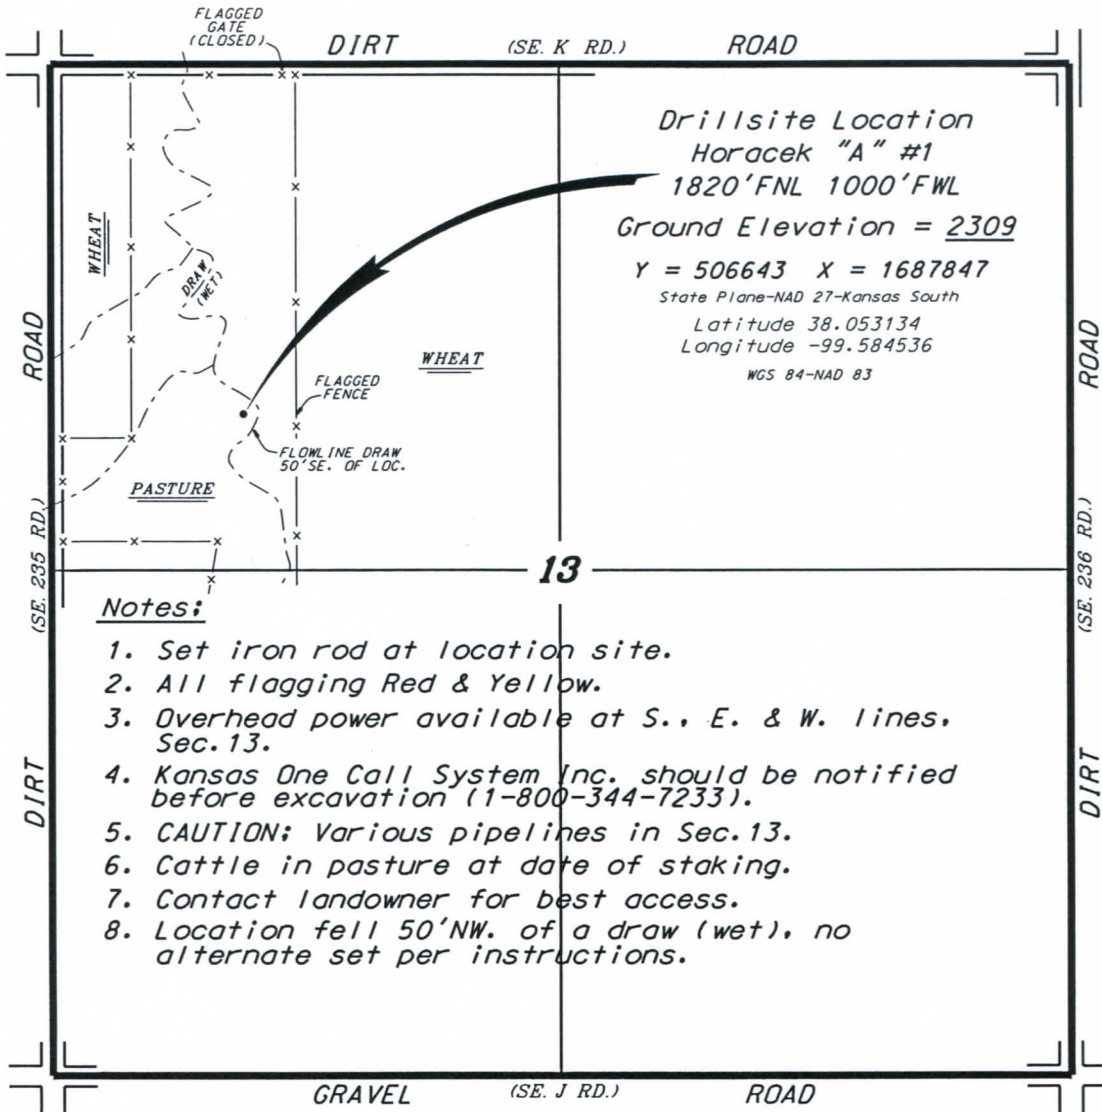 FLAGGED
GATE
(CLOSED)
DIRT (SE. K RD.) ROAD
Drillsite Location
Horacek "A" #1
1820'FNL 1000'FWL
Ground Elevation = 2309
Y = 506643 X = 1687847
State Plane-NAD 27-Kansas South
Latitude 38.053134
Longitude -99.584536
WGS 84-NAD 83
WHEAT
DRAW
(WET)
WHEAT
FLAGGED
FENCE
FLOWLINE DRAW
50'SE. OF LOC.
PASTURE
DIRT (SE. 235 RD.) ROAD
DIRT (SE. 236 RD.) ROAD
13
Notes:
1. Set iron rod at location site.
2. All flagging Red & Yellow.
3. Overhead power available at S., E. & W. lines,
Sec.13.
4. Kansas One Call System Inc. should be notified
before excavation (1-800-344-7233).
5. CAUTION: Various pipelines in Sec.13.
6. Cattle in pasture at date of staking.
7. Contact landowner for best access.
8. Location fell 50'NW. of a draw (wet), no
alternate set per instructions.
GRAVEL (SE. J RD.) ROAD